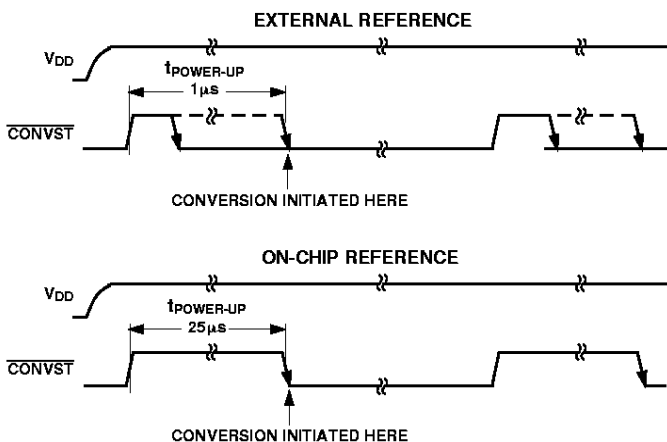 EXTERNAL REFERENCE
VDD
tPOWER-UP
1µs
CONVST
CONVERSION INITIATED HERE
ON-CHIP REFERENCE
VDD
tPOWER-UP
25µs
CONVST
CONVERSION INITIATED HERE